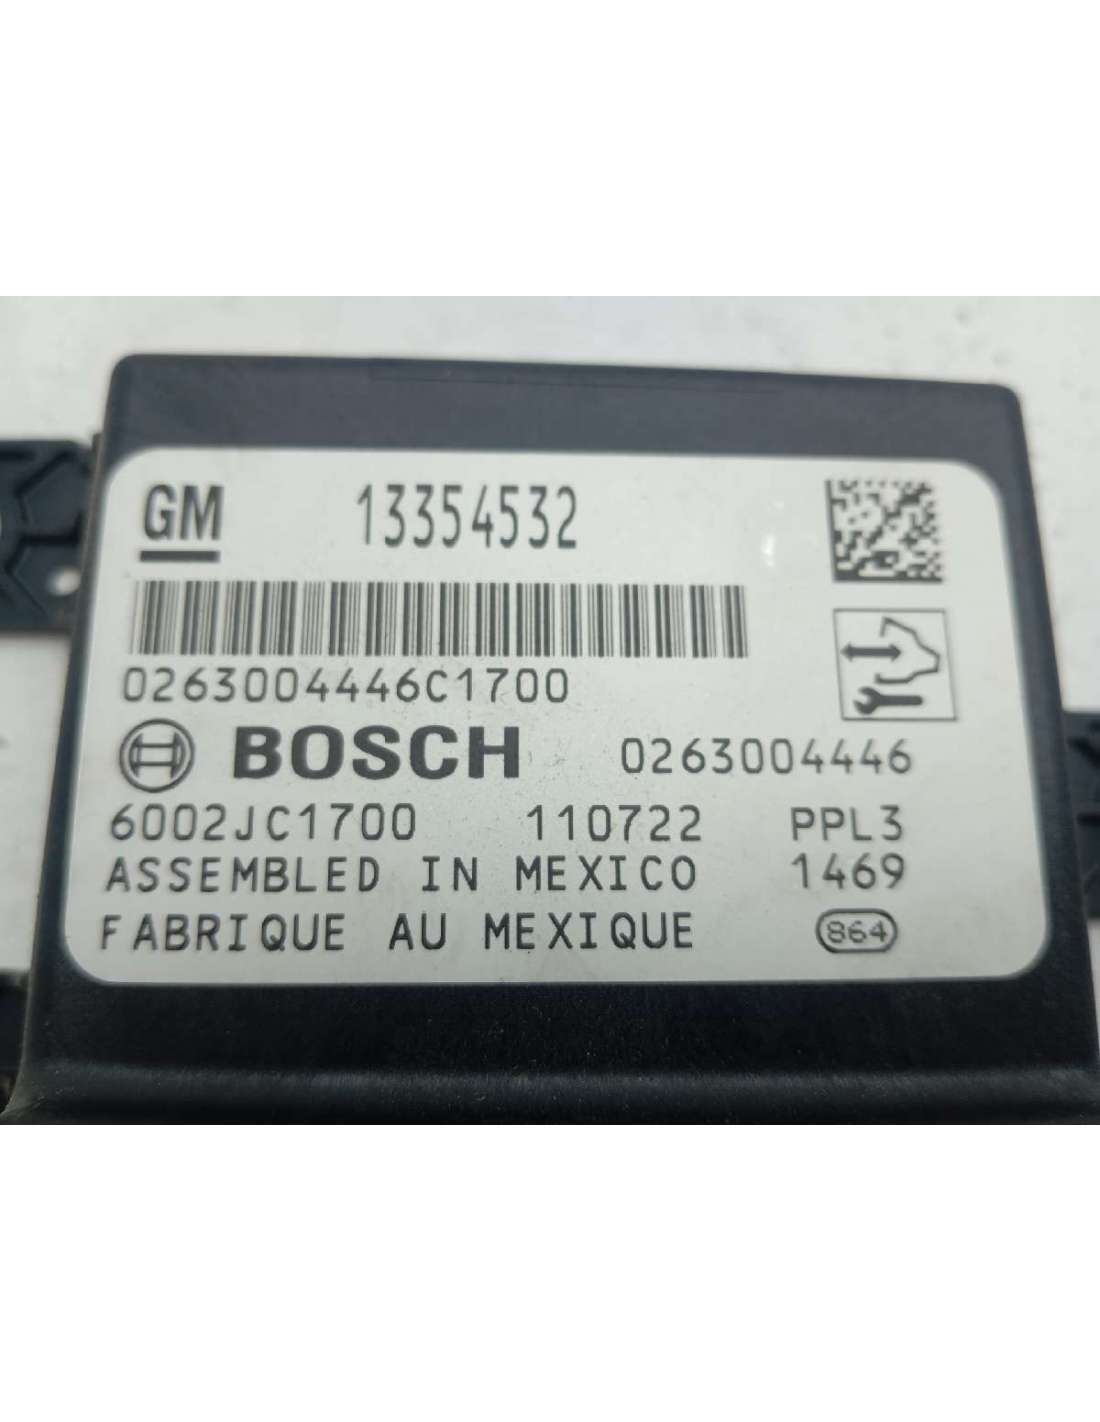 GM 13354532
0263004446C1700
BOSCH 0263004446
6002JC1700 110722 PPL3
ASSEMBLED IN MEXICO 1469
FABRIQUE AU MEXIQUE 864